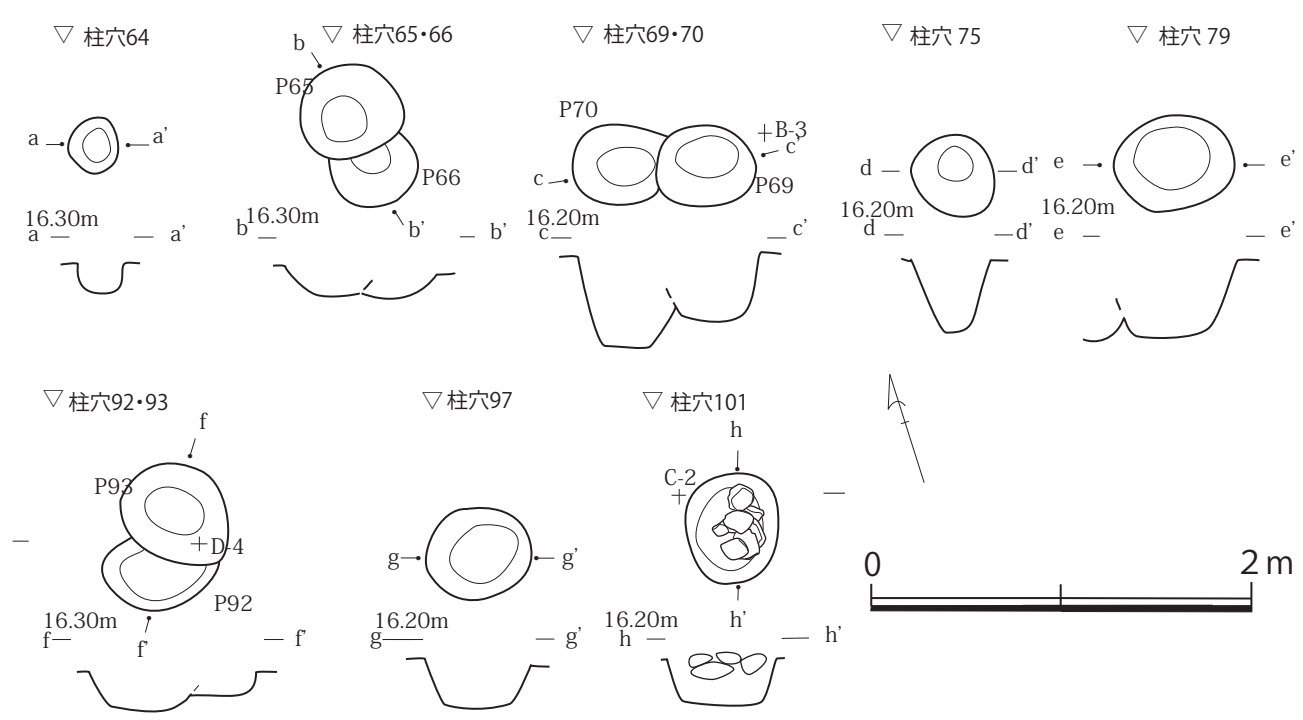 ▽ 柱穴64
▽ 柱穴65・66
▽ 柱穴69・70
▽ 柱穴 75
▽ 柱穴 79
a
a'
16.30m
a
a'
b
P65
P66
b'
16.30m
b
b'
P70
B-3
c'
c
P69
16.20m
c
c'
d
d'
16.20m
d
d'
e
e'
16.20m
e
e'
▽ 柱穴92・93
▽ 柱穴97
▽ 柱穴101
f
P93
D-4
P92
f'
16.30m
f
f'
g
g'
16.20m
g
g'
h
C-2
h'
16.20m
h
h'
0
2 m